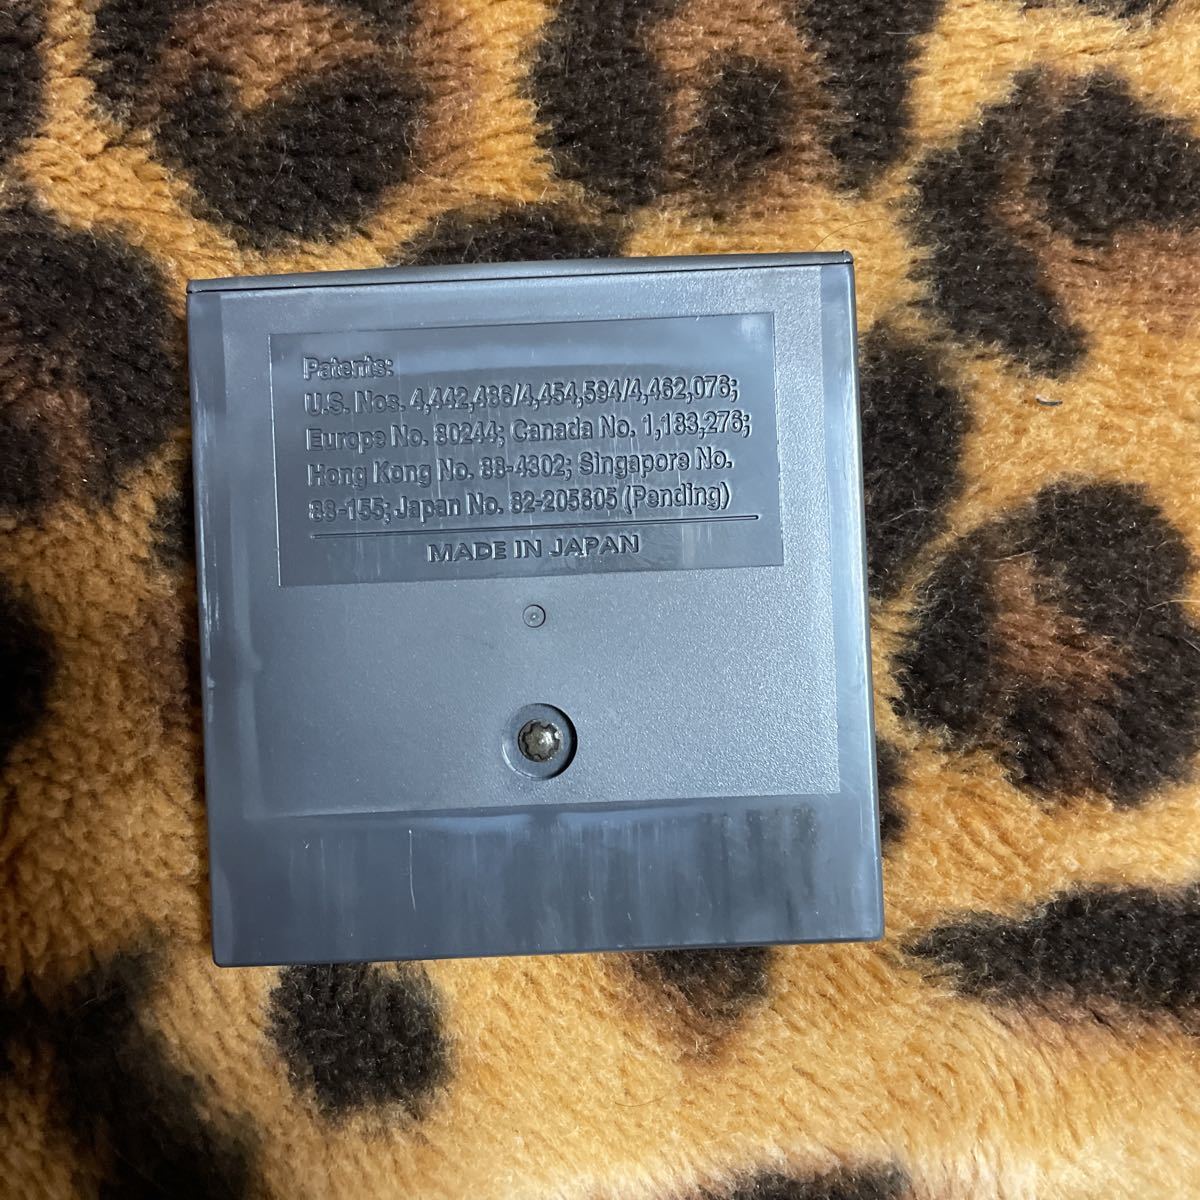 Patents:
U.S. Nos. 4,442,486/4,454,594/4,462,076;
Europe No. 80244; Canada No. 1,183,276;
Hong Kong No. 88-4302; Singapore No.
88-155; Japan No. 82-205605 (Pending)
MADE IN JAPAN